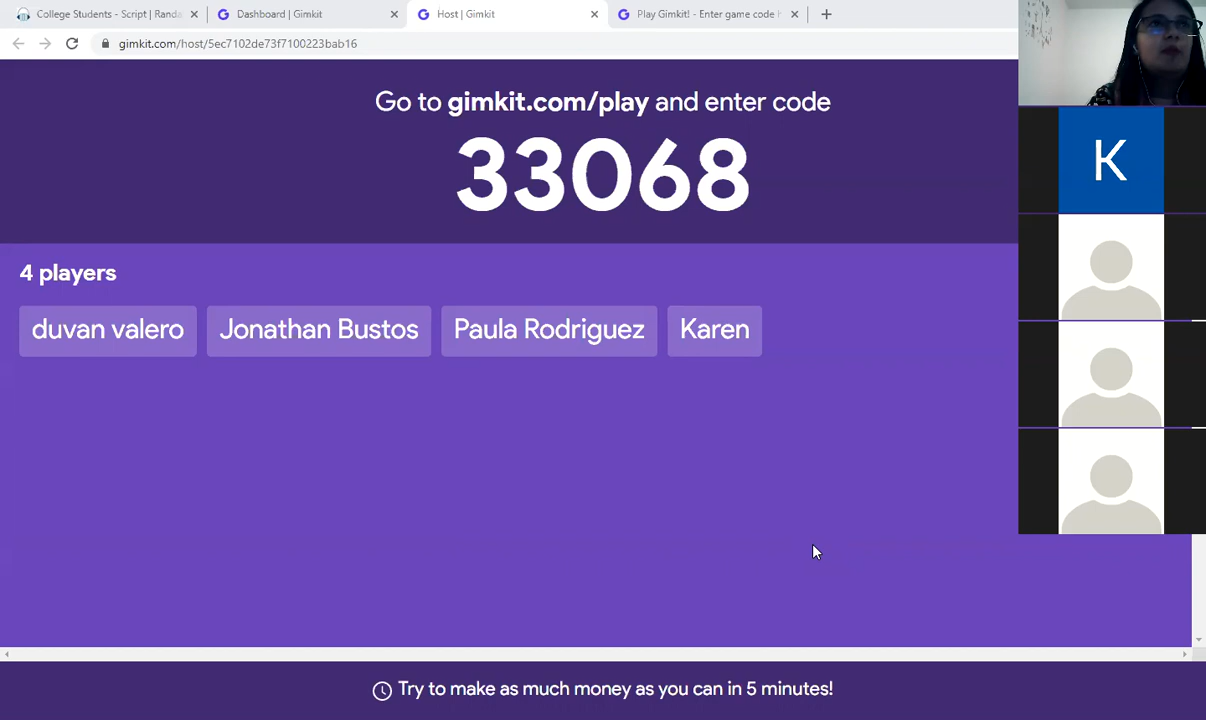 College Students - Script | Randa
Dashboard | Gimkit
Host | Gimkit
Play Gimkit! - Enter game code
gimkit.com/host/5ec7102de73f7100223bab16
Go to gimkit.com/play and enter code
33068
4 players
duvan valero
Jonathan Bustos
Paula Rodriguez
Karen
K
Try to make as much money as you can in 5 minutes!